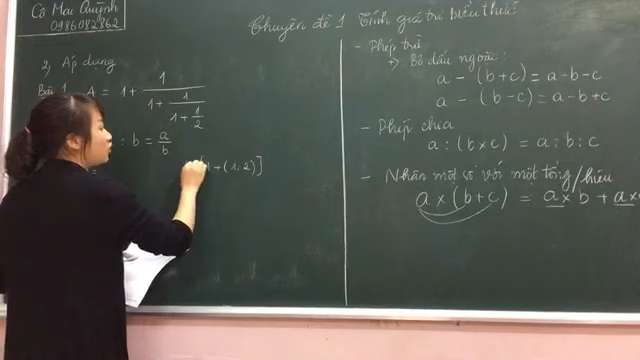 Cô Mai Quỳnh
0986082862
Chuyên đề 1 Tính giá trị biểu thức
2, Áp dụng
Bài 1 A = 1 + 1
1 + 1
1 + 1
2
: b = a
b
=
1 + (1:2)]
- Phép trừ
+) Bỏ dấu ngoặc:
a - (b + c) = a - b - c
a - (b - c) = a - b + c
- Phép chia
a : (b × c) = a : b : c
- Nhân một số với một tổng/hiệu
a × (b + c) = a × b + a ×